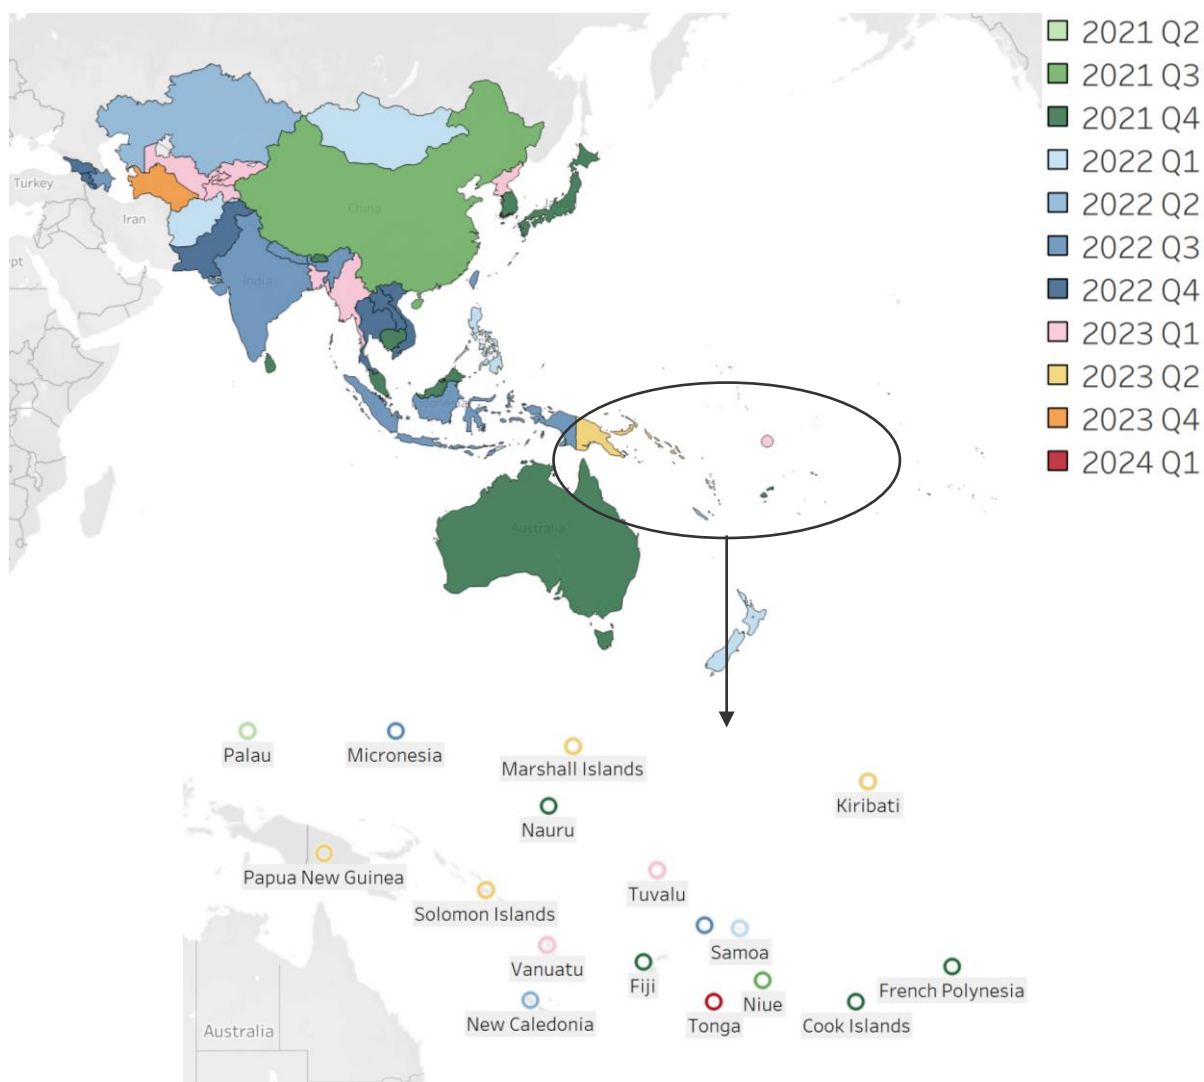 2021 Q2
2021 Q3
2021 Q4
2022 Q1
2022 Q2
2022 Q3
2022 Q4
2023 Q1
2023 Q2
2023 Q4
2024 Q1
Turkey
Iran
China
India
Australia
Palau
Micronesia
Marshall Islands
Kiribati
Nauru
Papua New Guinea
Tuvalu
Solomon Islands
Samoa
Vanuatu
Fiji
French Polynesia
Niue
New Caledonia
Tonga
Cook Islands
Australia